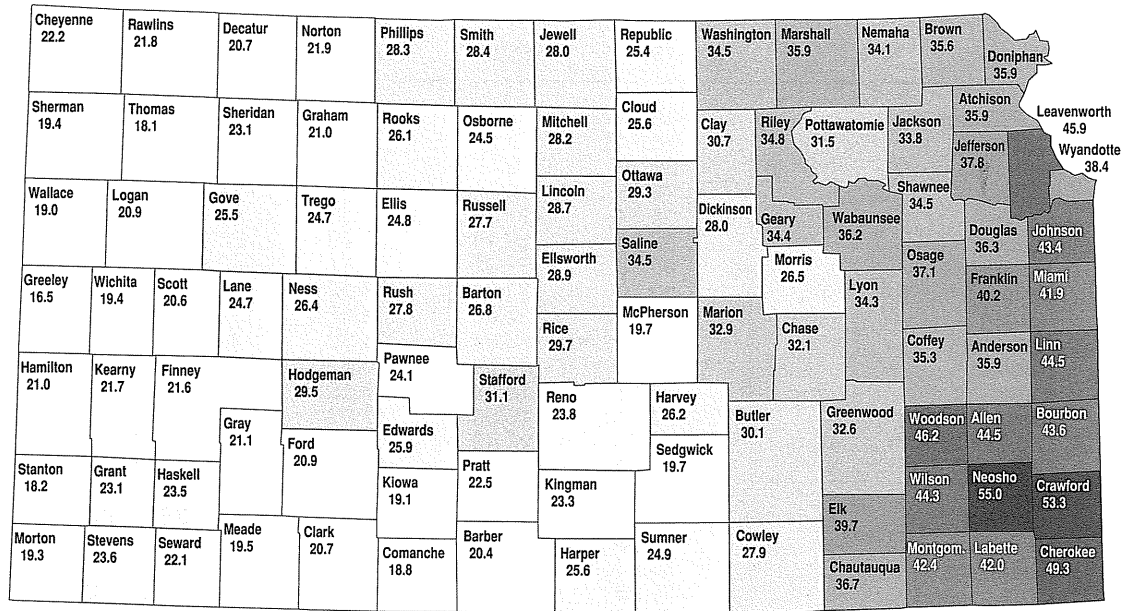 Cheyenne
22.2
Rawlins
21.8
Decatur
20.7
Norton
21.9
Phillips
28.3
Smith
28.4
Jewell
28.0
Republic
25.4
Washington
34.5
Marshall
35.9
Nemaha
34.1
Brown
35.6
Doniphan
35.9
Sherman
19.4
Thomas
18.1
Sheridan
23.1
Graham
21.0
Rooks
26.1
Osborne
24.5
Mitchell
28.2
Cloud
25.6
Clay
30.7
Riley
34.8
Pottawatomie
31.5
Jackson
33.8
Atchison
35.9
Jefferson
37.8
Leavenworth
45.9
Wyandotte
38.4
Wallace
19.0
Logan
20.9
Gove
25.5
Trego
24.7
Ellis
24.8
Russell
27.7
Lincoln
28.7
Ottawa
29.3
Saline
34.5
Dickinson
28.0
Geary
34.4
Wabaunsee
36.2
Shawnee
34.5
Douglas
36.3
Johnson
43.4
Greeley
16.5
Wichita
19.4
Scott
20.6
Lane
24.7
Ness
26.4
Rush
27.8
Barton
26.8
Ellsworth
28.9
Rice
29.7
McPherson
19.7
Marion
32.9
Morris
26.5
Chase
32.1
Lyon
34.3
Osage
37.1
Franklin
40.2
Miami
41.9
Hamilton
21.0
Kearny
21.7
Finney
21.6
Hodgeman
29.5
Pawnee
24.1
Stafford
31.1
Reno
23.8
Harvey
26.2
Butler
30.1
Greenwood
32.6
Coffey
35.3
Anderson
35.9
Linn
44.5
Gray
21.1
Ford
20.9
Edwards
25.9
Sedgwick
19.7
Woodson
46.2
Allen
44.5
Bourbon
43.6
Stanton
18.2
Grant
23.1
Haskell
23.5
Kiowa
19.1
Pratt
22.5
Kingman
23.3
Elk
39.7
Wilson
44.3
Neosho
55.0
Crawford
53.3
Morton
19.3
Stevens
23.6
Seward
22.1
Meade
19.5
Clark
20.7
Comanche
18.8
Barber
20.4
Harper
25.6
Sumner
24.9
Cowley
27.9
Chautauqua
36.7
Montgom.
42.4
Labette
42.0
Cherokee
49.3